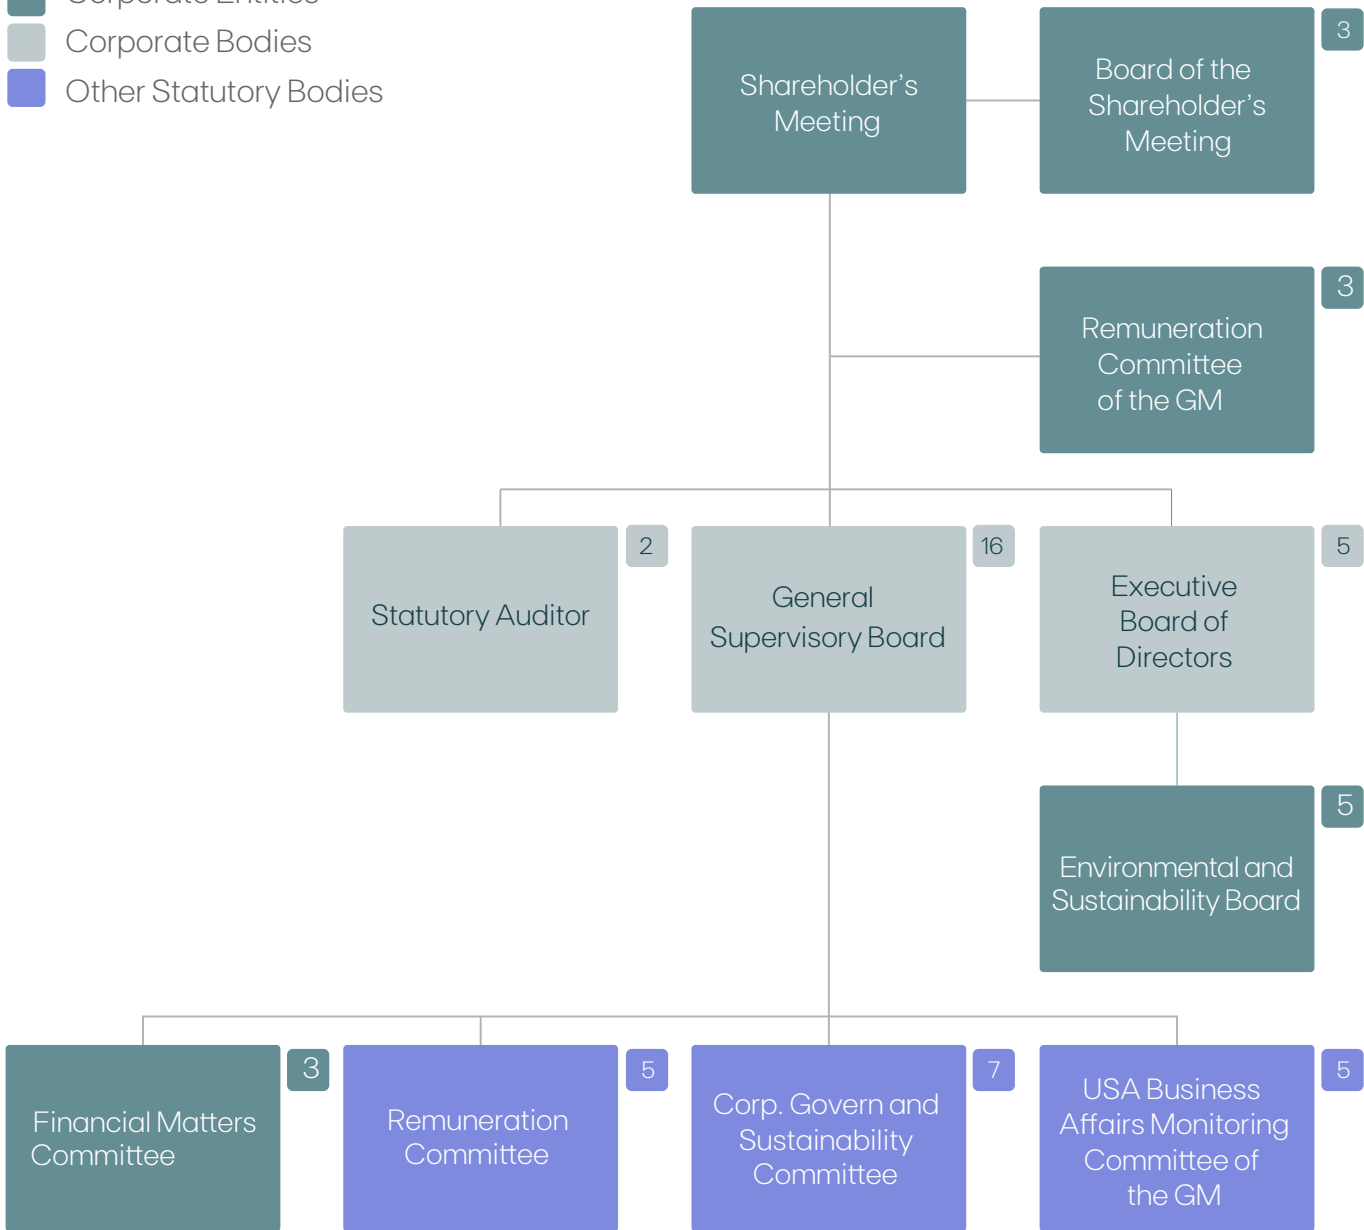 Corporate Entities
Corporate Bodies
Other Statutory Bodies
Shareholder's
Meeting
Board of the
Shareholder's
Meeting
3
Remuneration
Committee
of the GM
3
Statutory Auditor
2
General
Supervisory Board
16
Executive
Board of
Directors
5
Environmental and
Sustainability Board
5
Financial Matters
Committee
3
Remuneration
Committee
5
Corp. Govern and
Sustainability
Committee
7
USA Business
Affairs Monitoring
Committee of
the GM
5